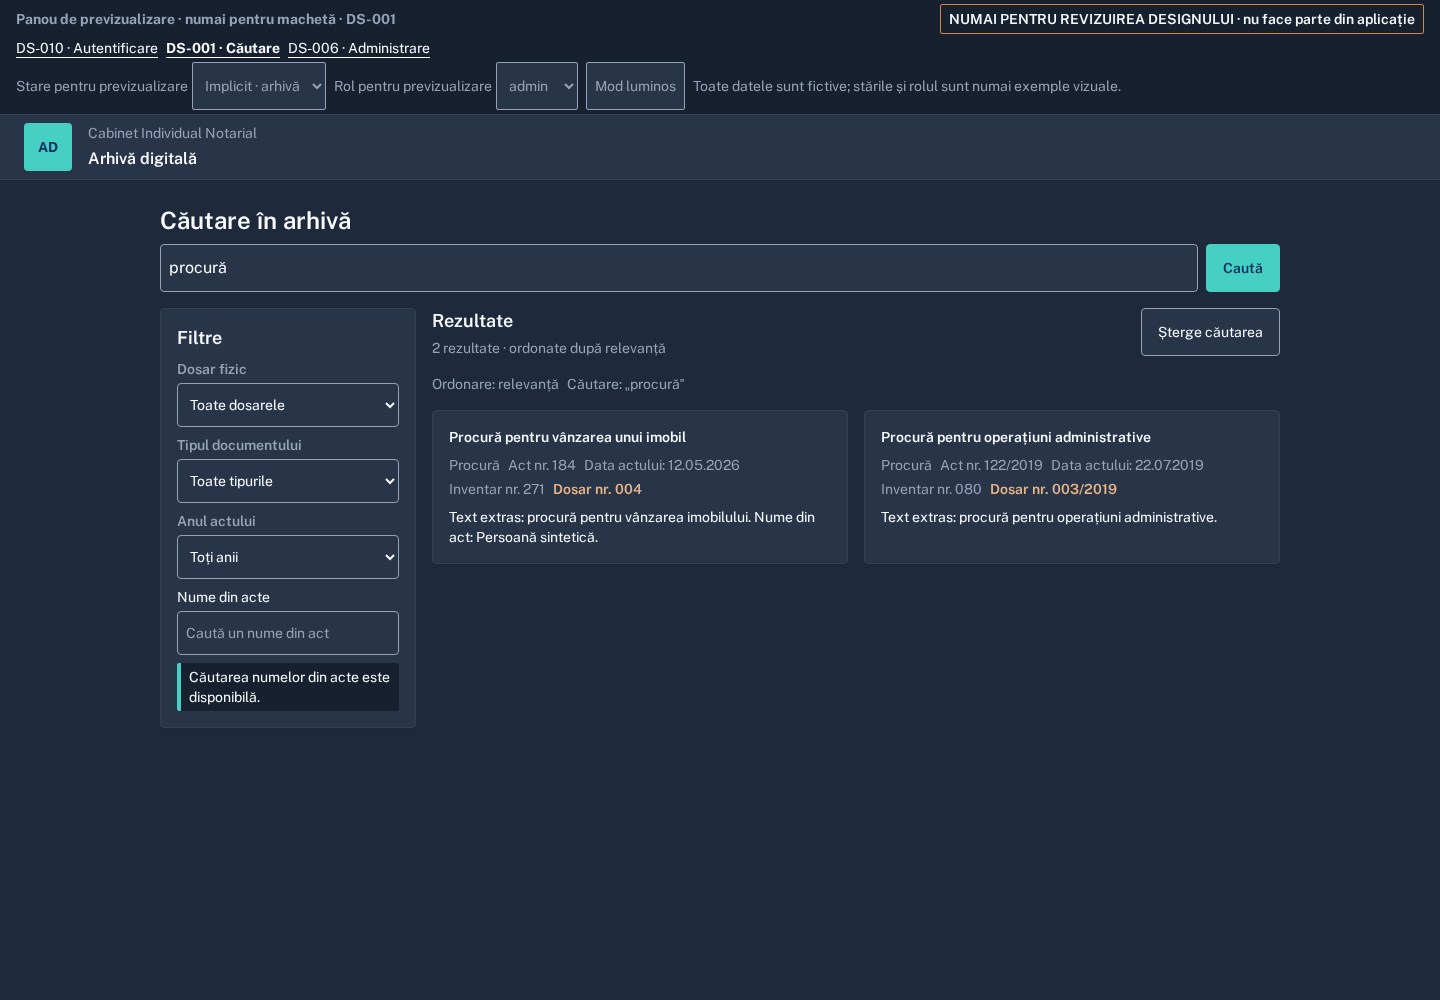 Panou de previzualizare · numai pentru machetă · DS-001
NUMAI PENTRU REVIZUIREA DESIGNULUI · nu face parte din aplicație
DS-010 · Autentificare DS-001 · Căutare DS-006 · Administrare
Stare pentru previzualizare Implicit · arhivă Rol pentru previzualizare admin Mod luminos Toate datele sunt fictive; stările și rolul sunt numai exemple vizuale.
AD
Cabinet Individual Notarial
Arhivă digitală
Căutare în arhivă
procură
Caută
Filtre
Dosar fizic
Toate dosarele
Tipul documentului
Toate tipurile
Anul actului
Toți anii
Nume din acte
Caută un nume din act
Căutarea numelor din acte este
disponibilă.
Rezultate
2 rezultate · ordonate după relevanță
Șterge căutarea
Ordonare: relevanță Căutare: „procură”
Procură pentru vânzarea unui imobil
Procură Act nr. 184 Data actului: 12.05.2026
Inventar nr. 271 Dosar nr. 004
Text extras: procură pentru vânzarea imobilului. Nume din
act: Persoană sintetică.
Procură pentru operațiuni administrative
Procură Act nr. 122/2019 Data actului: 22.07.2019
Inventar nr. 080 Dosar nr. 003/2019
Text extras: procură pentru operațiuni administrative.